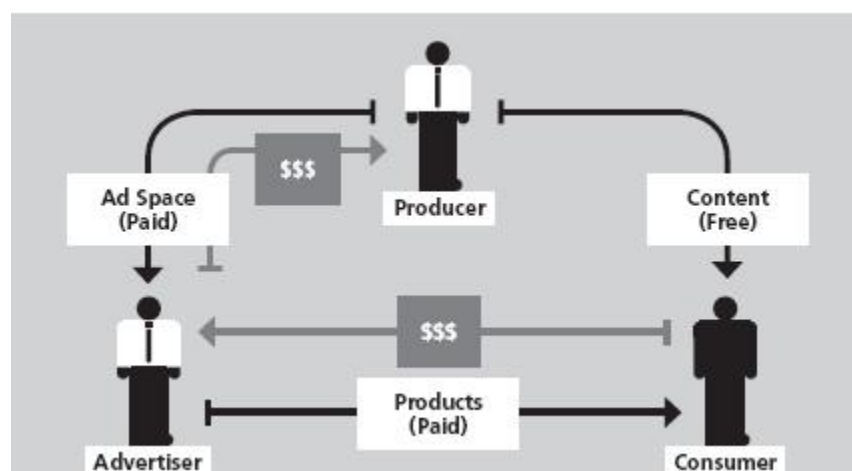 $$$
Ad Space
(Paid)
Producer
Content
(Free)
$$$
Products
(Paid)
Advertiser
Consumer